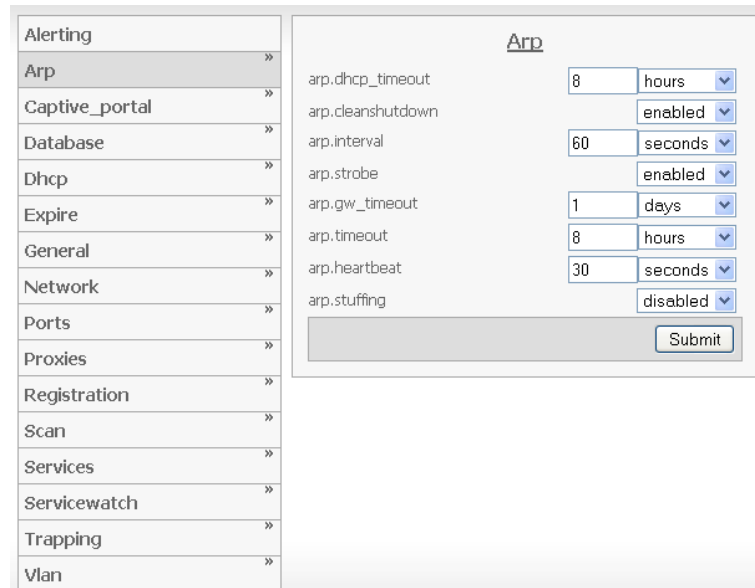 Alerting
Arp »
Captive_portal »
Database »
Dhcp »
Expire »
General »
Network »
Ports »
Proxies »
Registration »
Scan »
Services »
Servicewatch »
Trapping »
Vlan »
Arp
arp.dhcp_timeout 8 hours
arp.cleanshutdown enabled
arp.interval 60 seconds
arp.strobe enabled
arp.gw_timeout 1 days
arp.timeout 8 hours
arp.heartbeat 30 seconds
arp.stuffing disabled
Submit